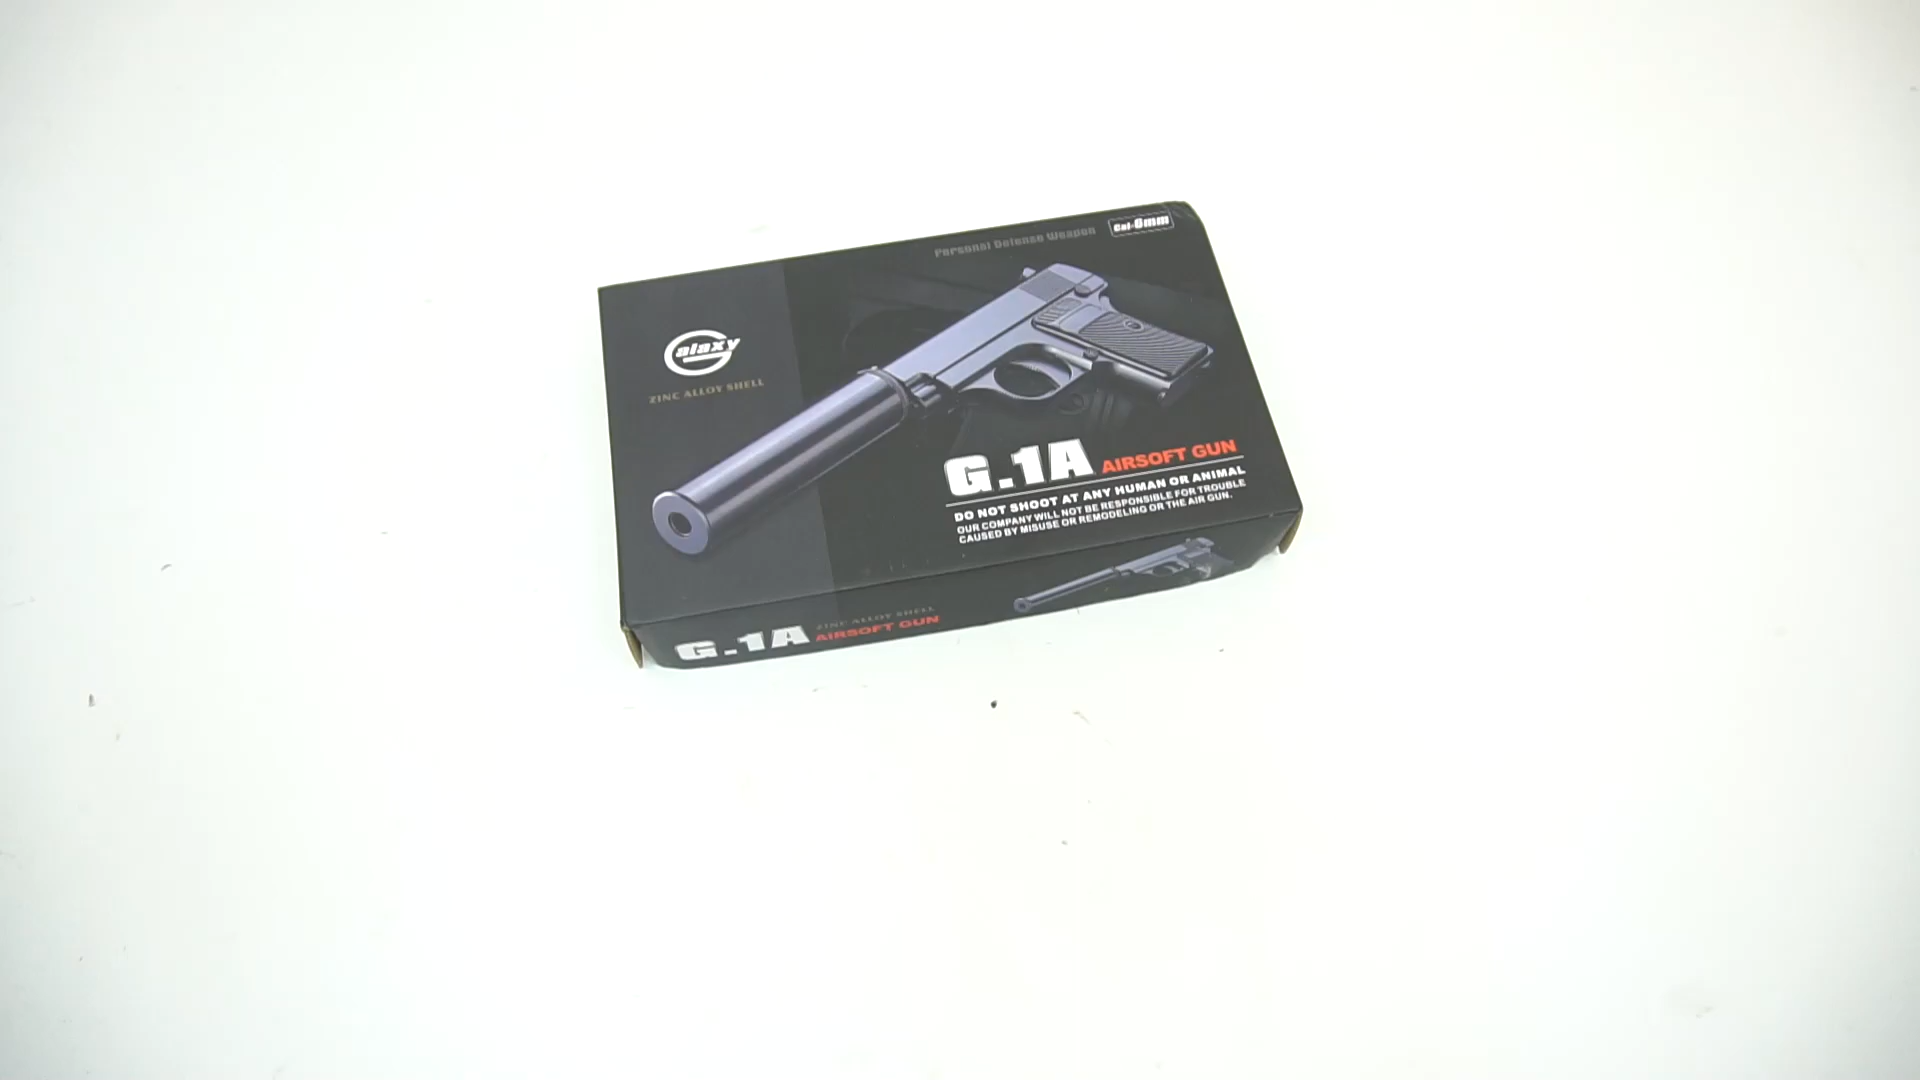 Personal Defense Weapon
Cal-6mm
Galaxy
ZINC ALLOY SHELL
G.1A AIRSOFT GUN
DO NOT SHOOT AT ANY HUMAN OR ANIMAL
OUR COMPANY WILL NOT BE RESPONSIBLE FOR TROUBLE
CAUSED BY MISUSE OR REMODELING OR THE AIR GUN.
ZINC ALLOY SHELL
G.1A AIRSOFT GUN